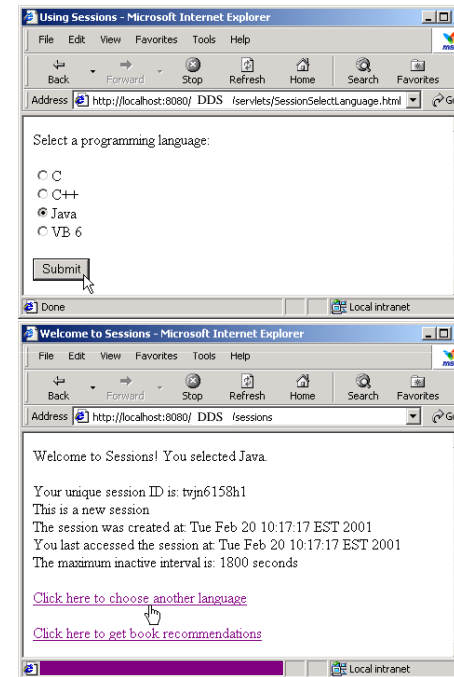 Using Sessions - Microsoft Internet Explorer
File Edit View Favorites Tools Help
Back Forward Stop Refresh Home Search Favorites
Address http://localhost:8080/ DDS /servlets/SessionSelectLanguage.html
Select a programming language:
C
C++
Java
VB 6
Submit
Done Local intranet
Welcome to Sessions - Microsoft Internet Explorer
File Edit View Favorites Tools Help
Back Forward Stop Refresh Home Search Favorites
Address http://localhost:8080/ DDS /sessions
Welcome to Sessions! You selected Java.
Your unique session ID is: tvjn6158h1
This is a new session
The session was created at: Tue Feb 20 10:17:17 EST 2001
You last accessed the session at: Tue Feb 20 10:17:17 EST 2001
The maximum inactive interval is: 1800 seconds
Click here to choose another language
Click here to get book recommendations
Local intranet